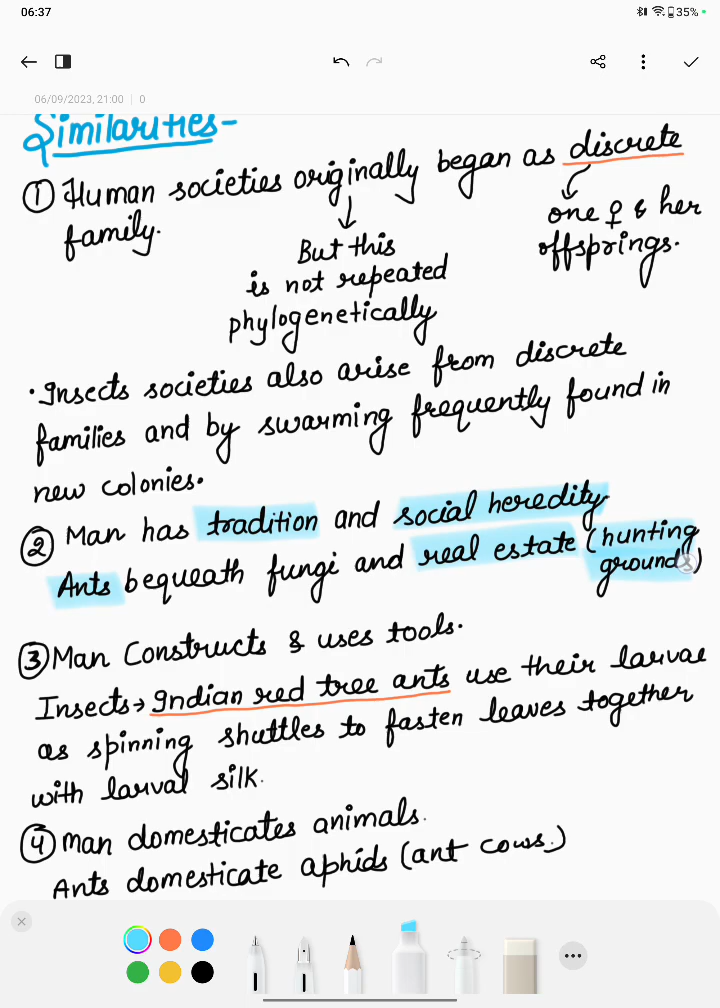 06:37
35%
06/09/2023, 21:00 | 0
Similarities-
① Human societies originally began as discrete
family.
one ♀ & her
offsprings.
But this
is not repeated
phylogenetically
• Insects societies also arise from discrete
families and by swarming frequently found in
new colonies.
② Man has tradition and social heredity
Ants bequeath fungi and real estate (hunting
grounds)
③ Man Constructs & uses tools.
Insects → Indian red tree ants use their larvae
as spinning shuttles to fasten leaves together
with larval silk.
④ Man domesticates animals.
Ants domesticate aphids (ant cows.)